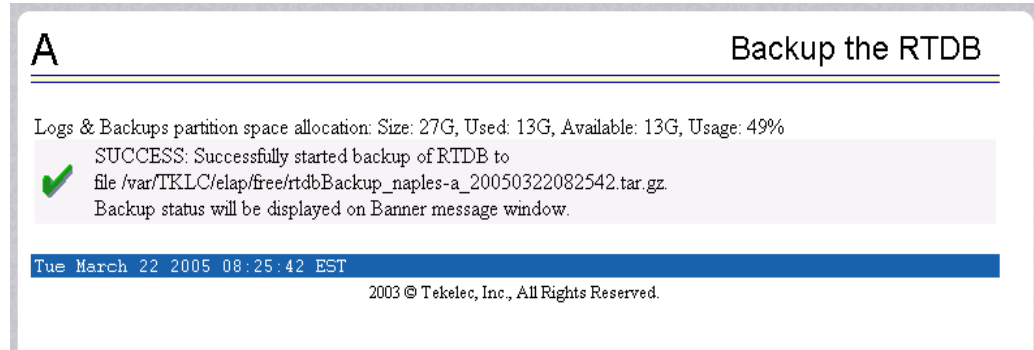 A
Backup the RTDB
Logs & Backups partition space allocation: Size: 27G, Used: 13G, Available: 13G, Usage: 49%
SUCCESS: Successfully started backup of RTDB to
file /var/TKLC/elap/free/rtdbBackup_naples-a_20050322082542.tar.gz.
Backup status will be displayed on Banner message window.
Tue March 22 2005 08:25:42 EST
2003 © Tekelec, Inc., All Rights Reserved.